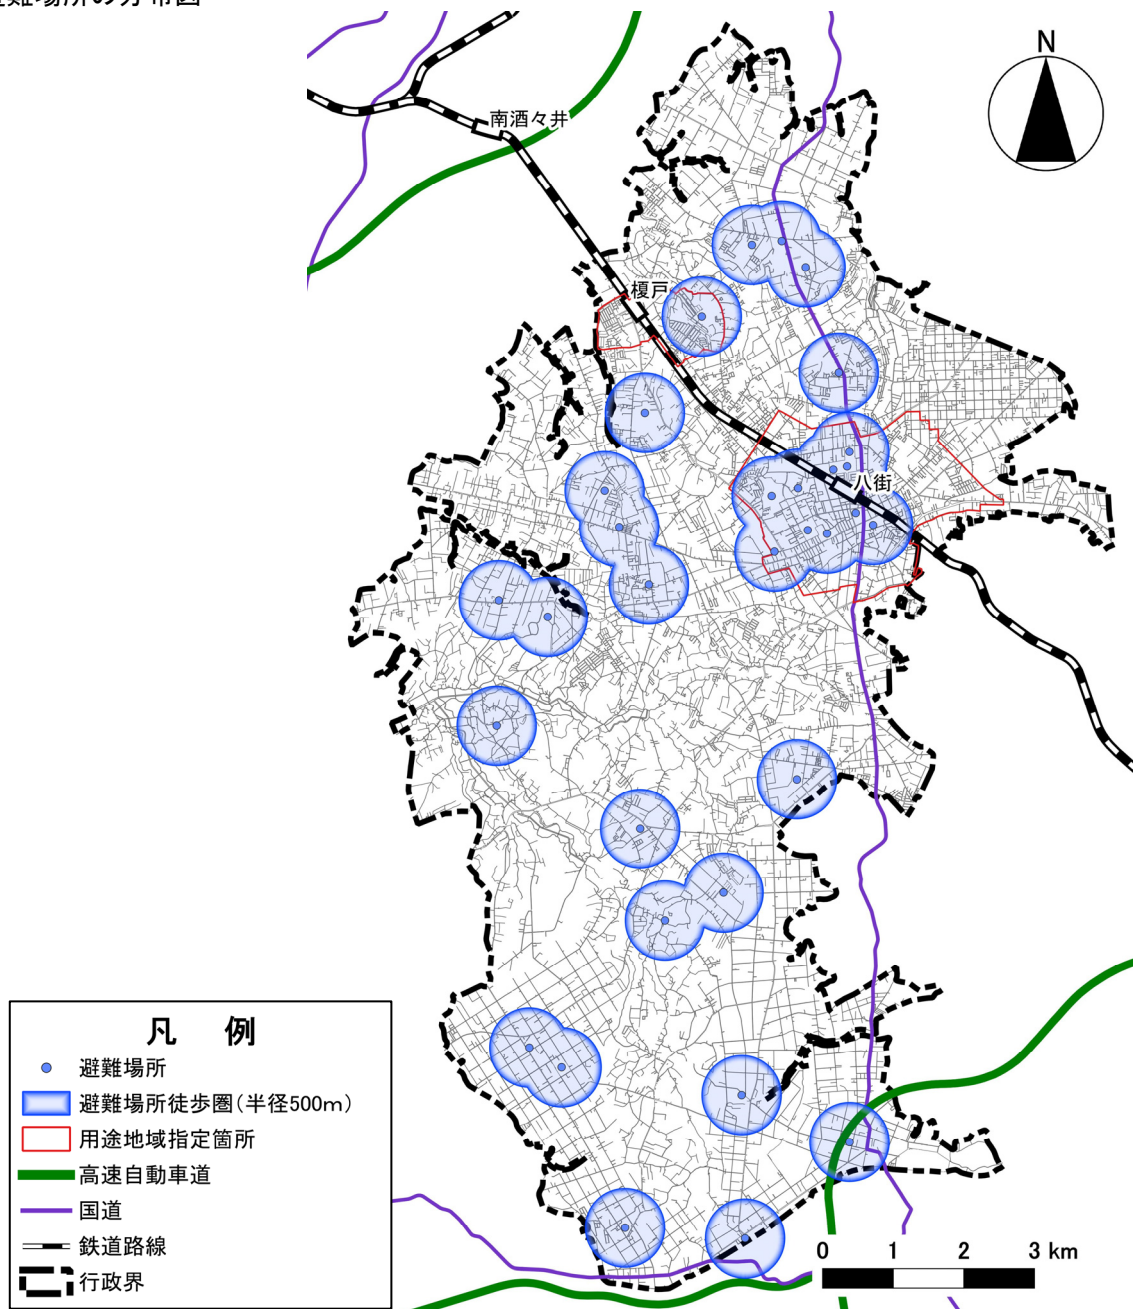 難場所の分布図
N
南酒々井
榎戸
八街
凡 例
避難場所
避難場所徒歩圏(半径500m)
用途地域指定箇所
高速自動車道
国道
鉄道路線
行政界
0 1 2 3 km